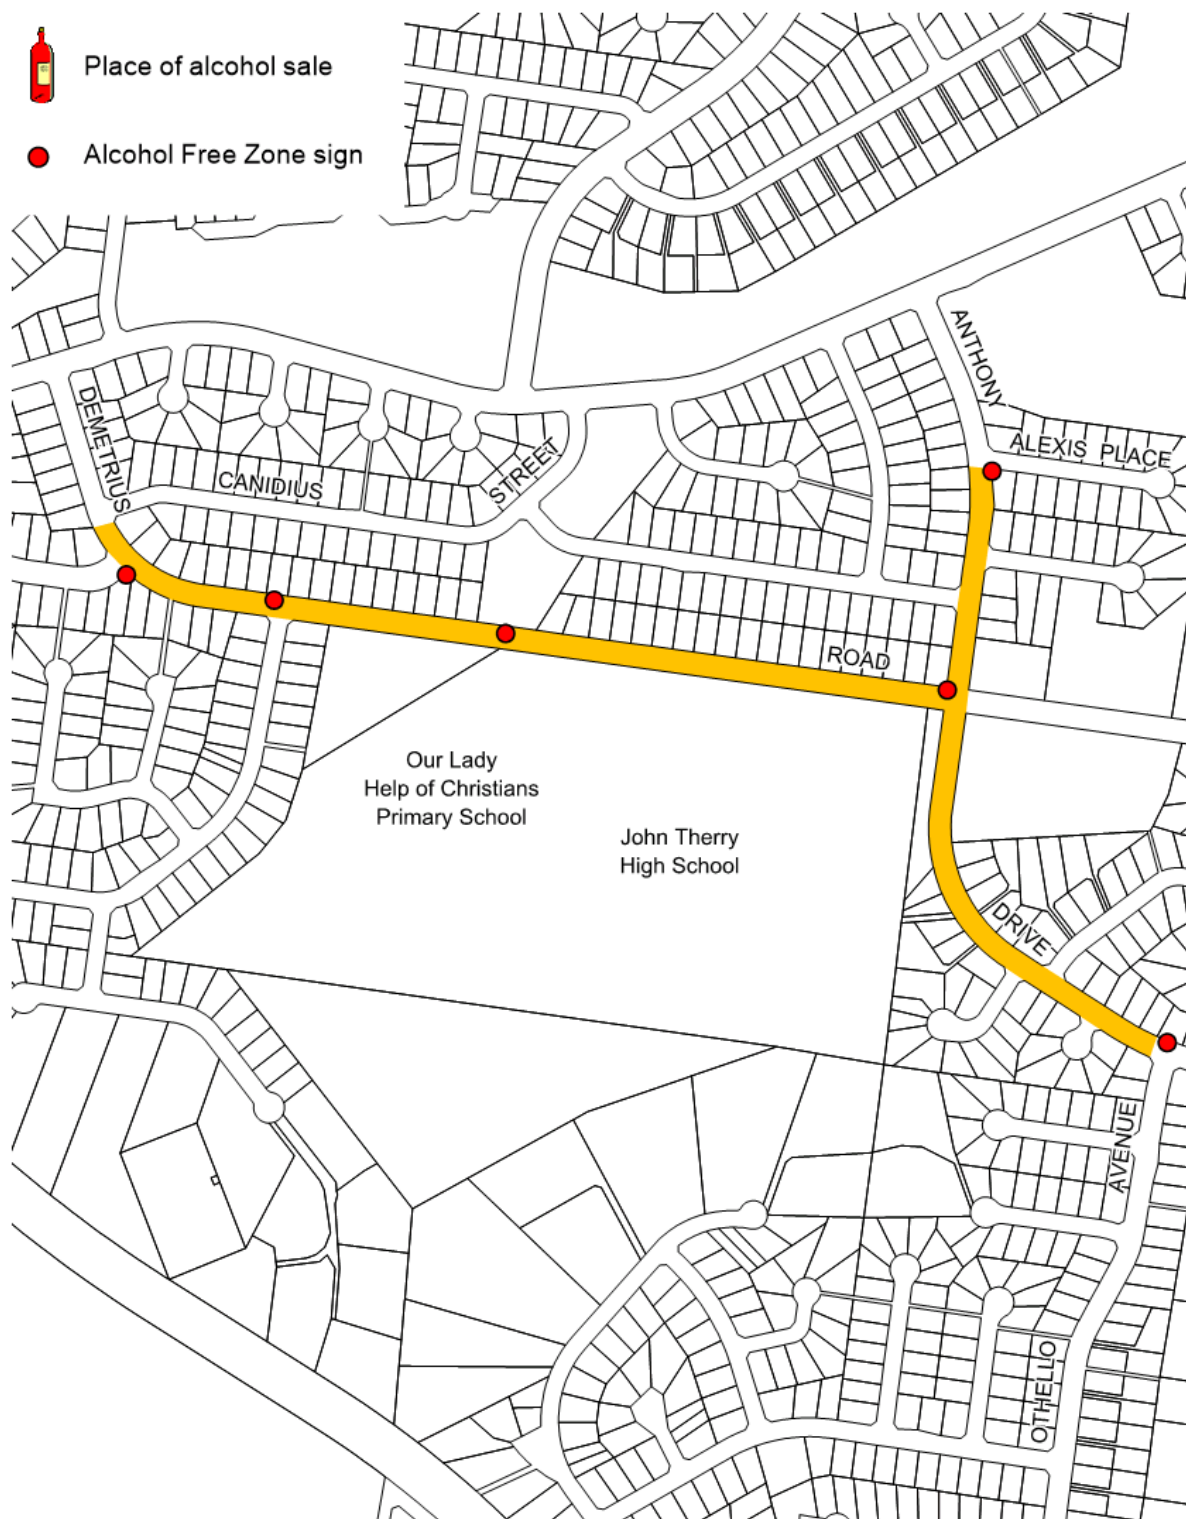 Place of alcohol sale
Alcohol Free Zone sign
ANTHONY
DEMETRIUS
ALEXIS PLACE
CANIDIUS
STREET
ROAD
Our Lady
Help of Christians
Primary School
John Therry
High School
DRIVE
AVENUE
OTHELLO